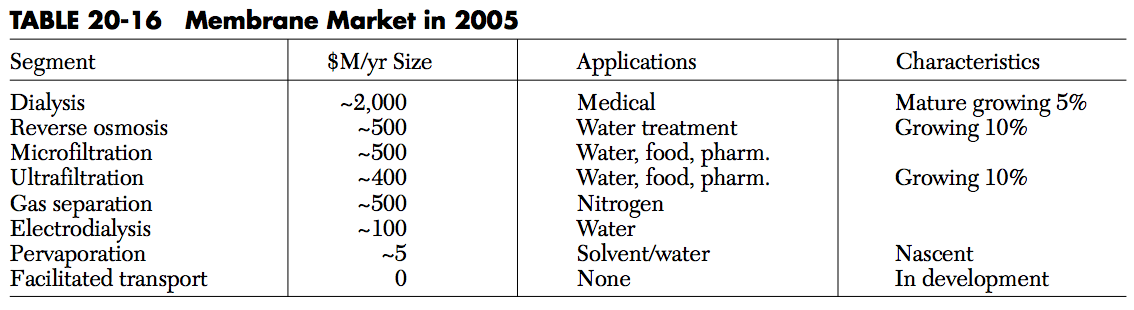 TABLE 20-16 Membrane Market in 2005
Segment $M/yr Size Applications Characteristics
Dialysis ~2,000 Medical Mature growing 5%
Reverse osmosis ~500 Water treatment Growing 10%
Microfiltration ~500 Water, food, pharm.
Ultrafiltration ~400 Water, food, pharm. Growing 10%
Gas separation ~500 Nitrogen
Electrodialysis ~100 Water
Pervaporation ~5 Solvent/water Nascent
Facilitated transport 0 None In development